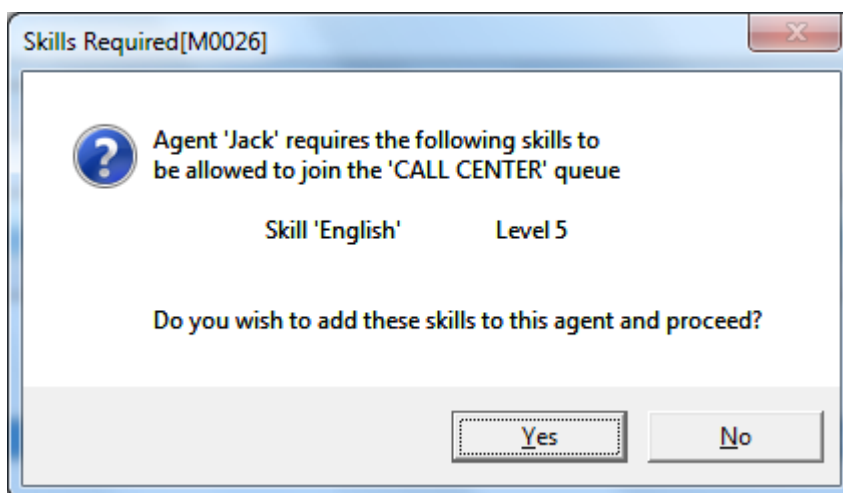 Skills Required[M0026]
Agent 'Jack' requires the following skills to
be allowed to join the 'CALL CENTER' queue
Skill 'English' Level 5
Do you wish to add these skills to this agent and proceed?
Yes No